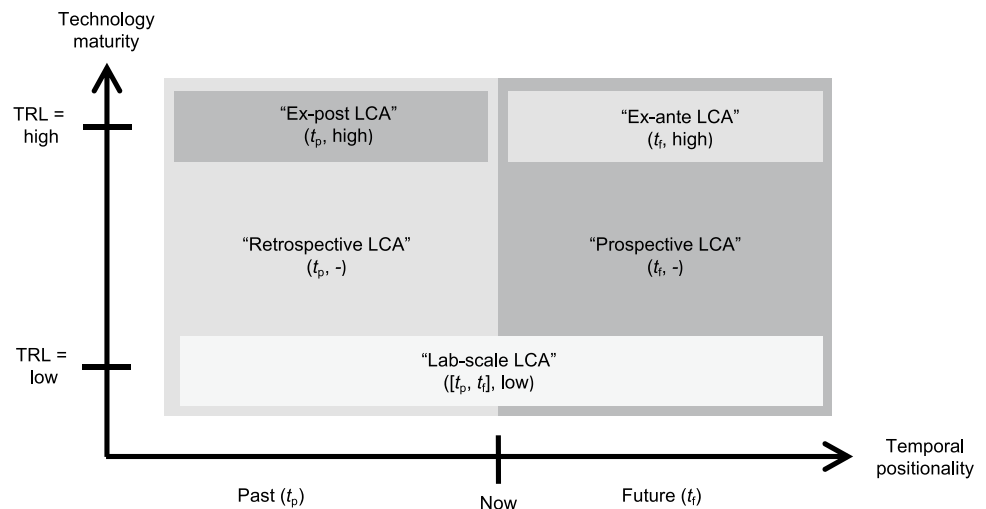 Technology
maturity
TRL =
high
“Ex-post LCA”
(tp, high)
“Ex-ante LCA”
(tf, high)
“Retrospective LCA”
(tp, -)
“Prospective LCA”
(tf, -)
TRL =
low
“Lab-scale LCA”
([tp, tf], low)
Temporal
positionality
Past (tp)
Now
Future (tf)